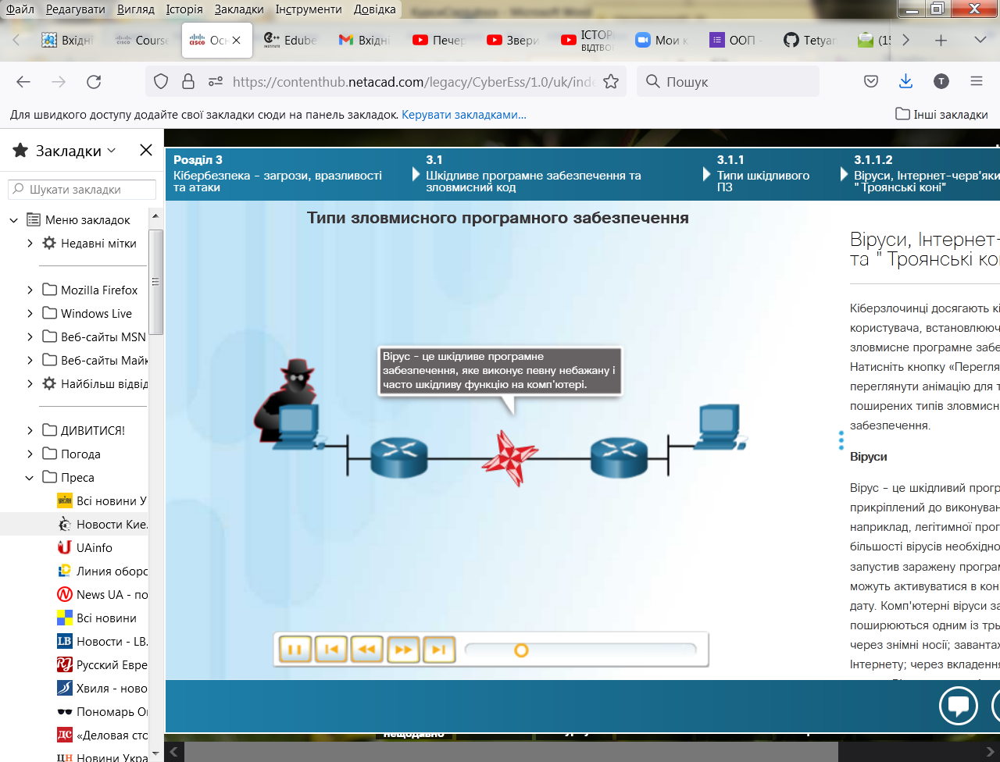 Файл Редагувати Вигляд Історія Закладки Інструменти Довідка
Вхідні Course Осн Edube Вхідні Печер Звери ІСТОР Мои к ООП - Tetyan (15
ВІДТВОР
https://contenthub.netacad.com/legacy/CyberEss/1.0/uk/inde
Пошук
Для швидкого доступу додайте свої закладки сюди на панель закладок. Керувати закладками...
Інші закладки
Закладки
Шукати закладки
Меню закладок
Недавні мітки
Mozilla Firefox
Windows Live
Веб-сайты MSN
Веб-сайты Майк
Найбільш відвід
ДИВИТИСЯ!
Погода
Преса
Всі новини У
Новости Кие.
UAinfo
Линия оборо
News UA - по
Всі новини
Новости - LB.
Русский Евре
Хвиля - ново
Пономарь О
«Деловая сто
Новини Укра
Розділ 3
Кібербезпека - загрози, вразливості
та атаки
3.1
Шкідливе програмне забезпечення та
зловмисний код
3.1.1
Типи шкідливого
ПЗ
3.1.1.2
Віруси, Інтернет-черв'яки
" Троянські коні"
Типи зловмисного програмного забезпечення
Вірус - це шкідливе програмне
забезпечення, яке виконує певну небажану і
часто шкідливу функцію на комп'ютері.
Віруси, Інтернет-
та " Троянські кон
Кіберзлочинці досягають кі
користувача, встановлююч
зловмисне програмне забе
Натисніть кнопку «Перегля
переглянути анімацію для т
поширених типів зловмисн
забезпечення.
Віруси
Вірус - це шкідливий прогр
прикріплений до виконуван
наприклад, легітимної прог
більшості вірусів необхідно
запустив заражену програм
можуть активуватися в кон
дату. Комп'ютерні віруси за
поширюються одним із трь
через знімні носії; завантах
Інтернету; через вкладення
нещодавно